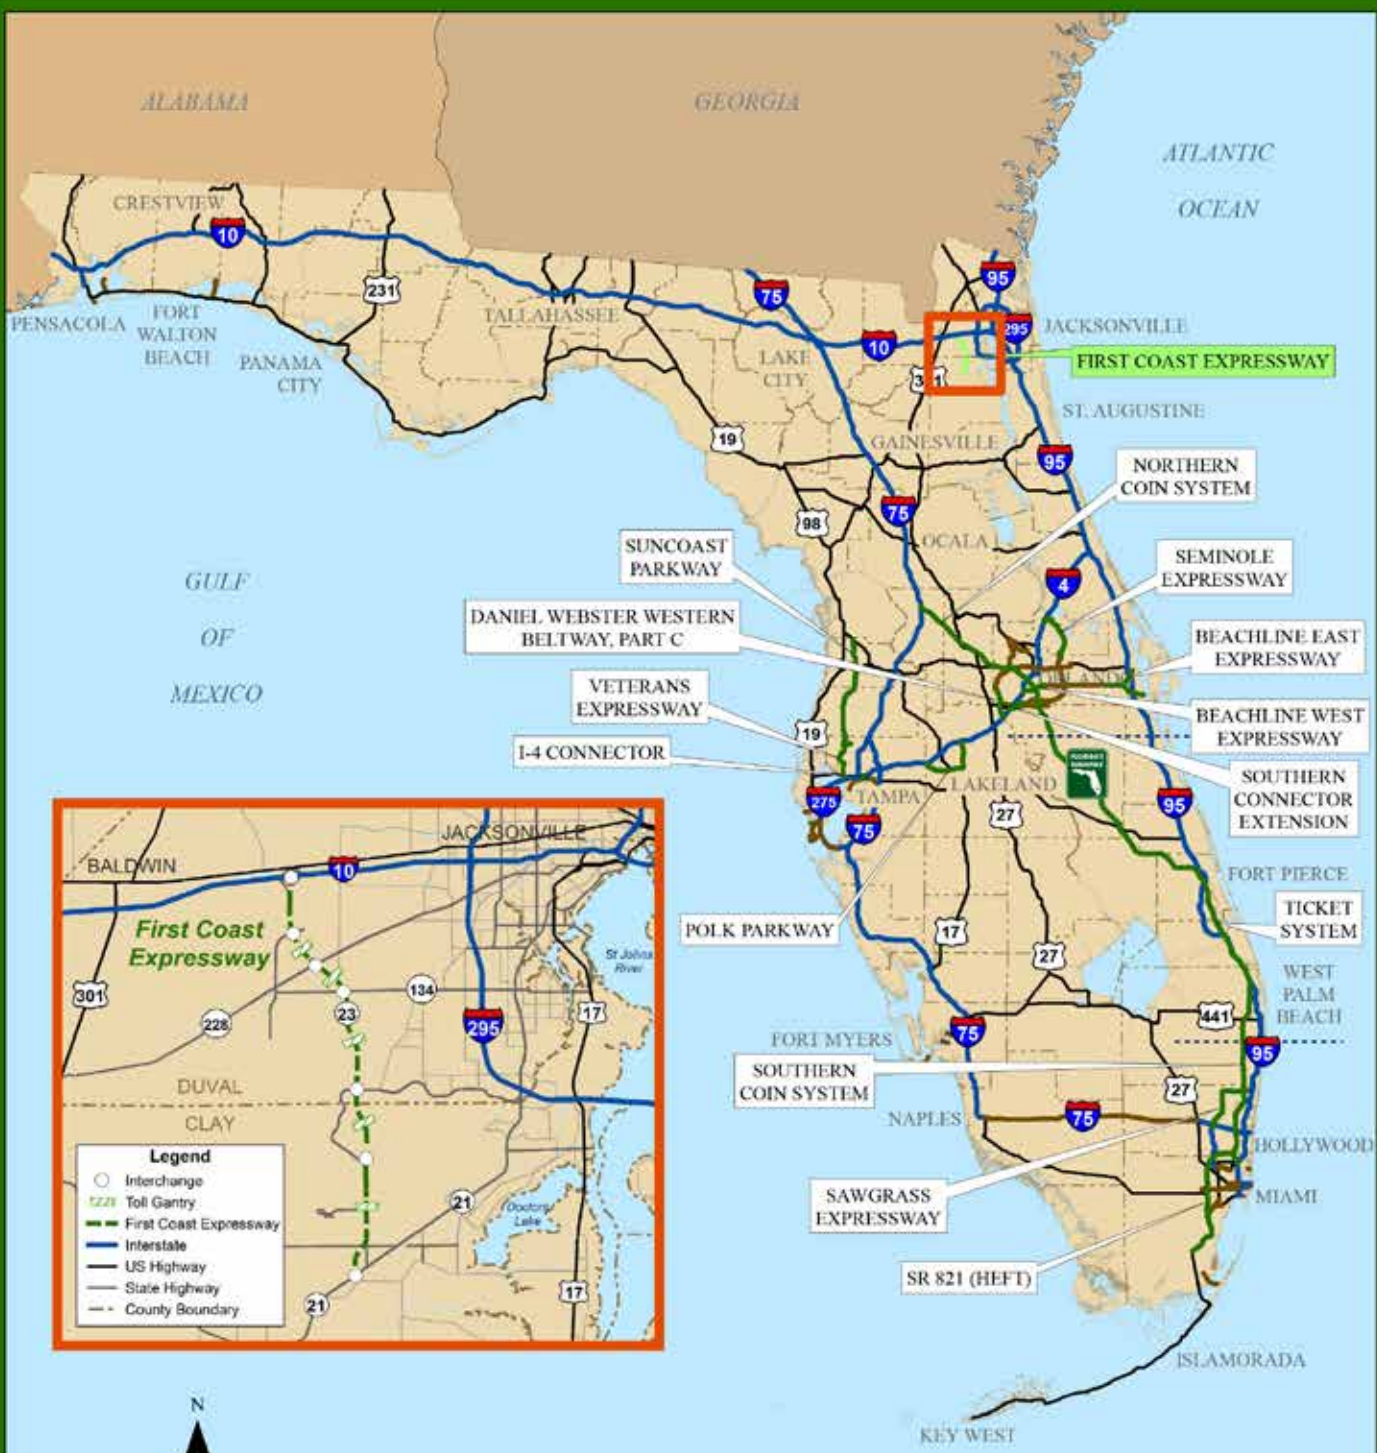 ALABAMA
GEORGIA
ATLANTIC
OCEAN
CRESTVIEW
10
95
75
231
PENSACOLA
FORT
WALTON
BEACH
TALLAHASSEE
295
JACKSONVILLE
PANAMA
CITY
LAKE
CITY
10
FIRST COAST EXPRESSWAY
ST. AUGUSTINE
19
GAINESVILLE
95
NORTHERN
COIN SYSTEM
75
98
OCALA
SUNCOAST
PARKWAY
SEMINOLE
EXPRESSWAY
GULF
OF
MEXICO
4
DANIEL WEBSTER WESTERN
BELTWAY, PART C
BEACHLINE EAST
EXPRESSWAY
VETERANS
EXPRESSWAY
BEACHLINE WEST
EXPRESSWAY
19
I-4 CONNECTOR
SOUTHERN
CONNECTOR
EXTENSION
LAKELAND
TAMPA
275
75
27
95
FORT PIERCE
POLK PARKWAY
17
27
TICKET
SYSTEM
WEST
PALM
BEACH
441
75
FORT MYERS
95
SOUTHERN
COIN SYSTEM
27
NAPLES
75
HOLLYWOOD
SAWGRASS
EXPRESSWAY
MIAMI
SR 821 (HEFT)
ISLAMORADA
KEY WEST
JACKSONVILLE
BALDWIN
10
First Coast
Expressway
St Johns
River
301
134
228
23
295
17
DUVAL
CLAY
Legend
Interchange
Toll Gantry
First Coast Expressway
Interstate
US Highway
State Highway
County Boundary
21
Doctors
Lake
21
17
N